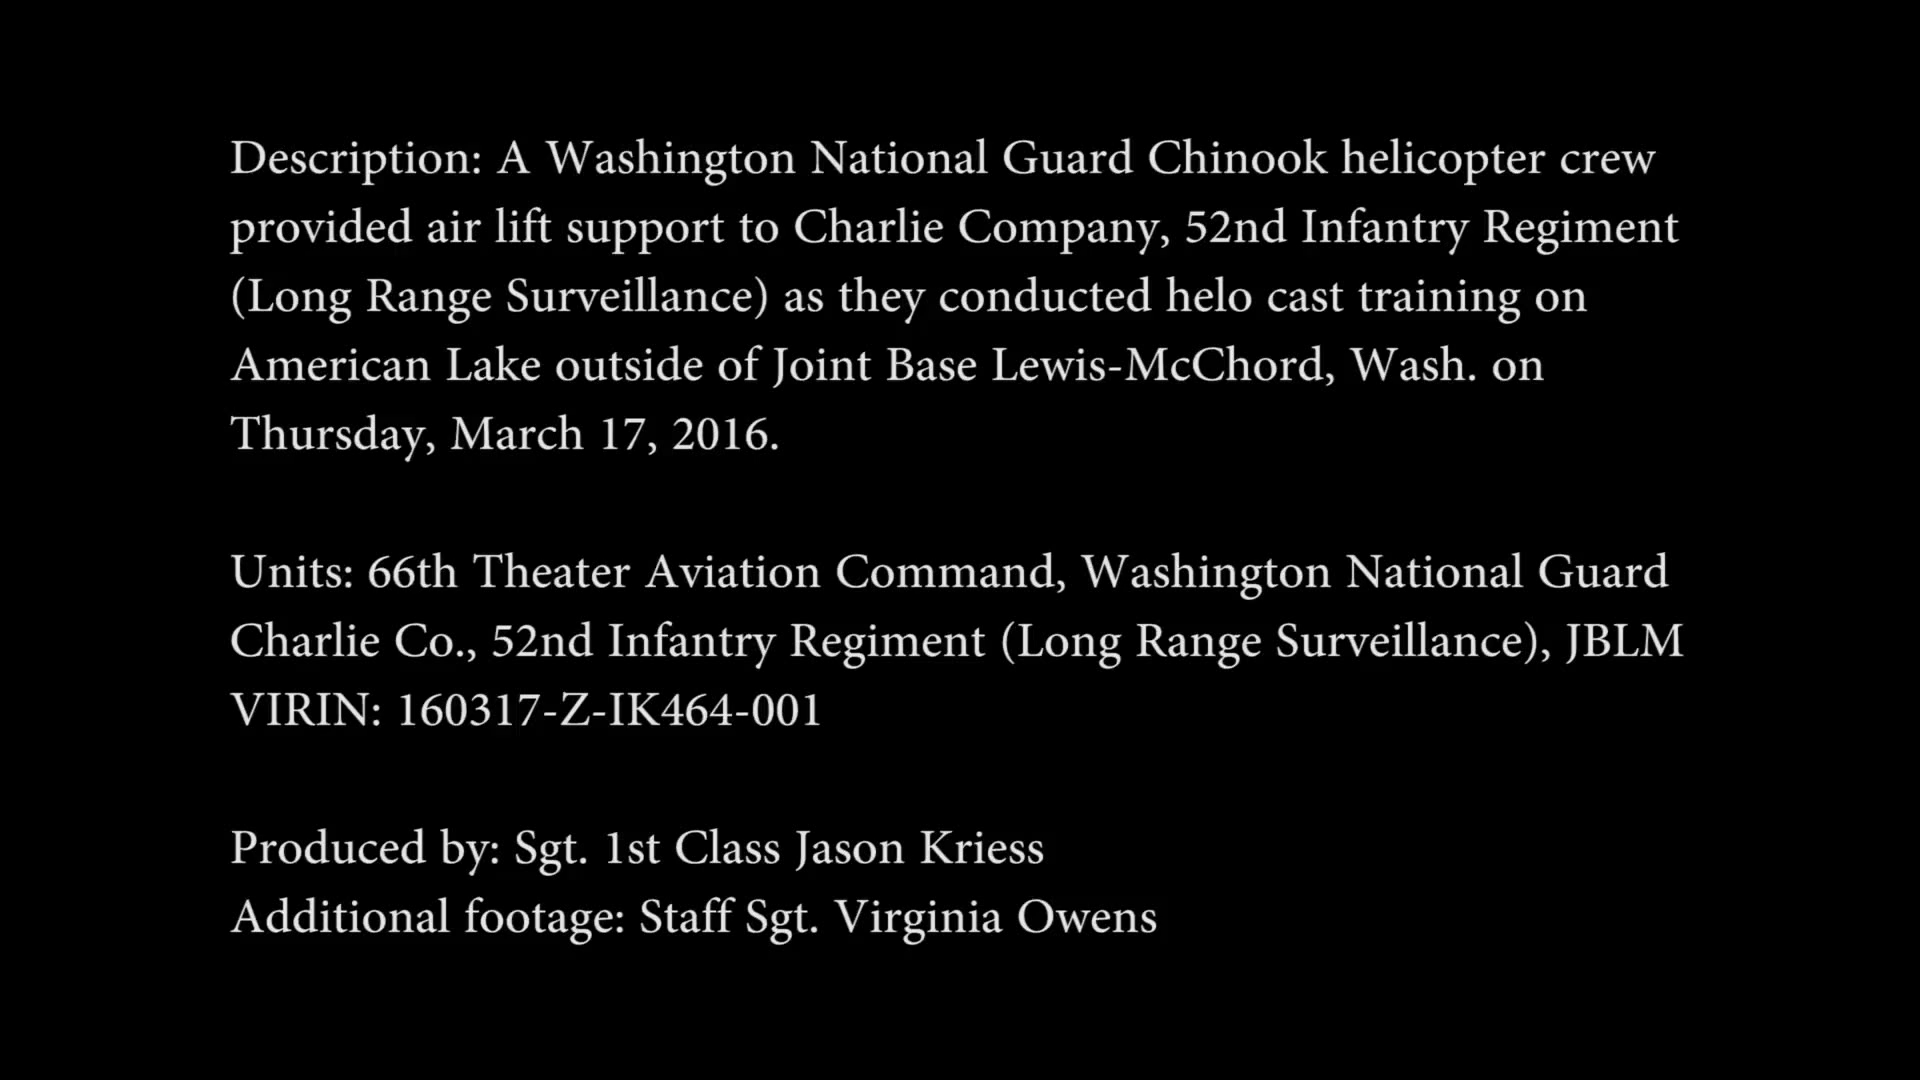 Description: A Washington National Guard Chinook helicopter crew
provided air lift support to Charlie Company, 52nd Infantry Regiment
(Long Range Surveillance) as they conducted helo cast training on
American Lake outside of Joint Base Lewis-McChord, Wash. on
Thursday, March 17, 2016.
Units: 66th Theater Aviation Command, Washington National Guard
Charlie Co., 52nd Infantry Regiment (Long Range Surveillance), JBLM
VIRIN: 160317-Z-IK464-001
Produced by: Sgt. 1st Class Jason Kriess
Additional footage: Staff Sgt. Virginia Owens